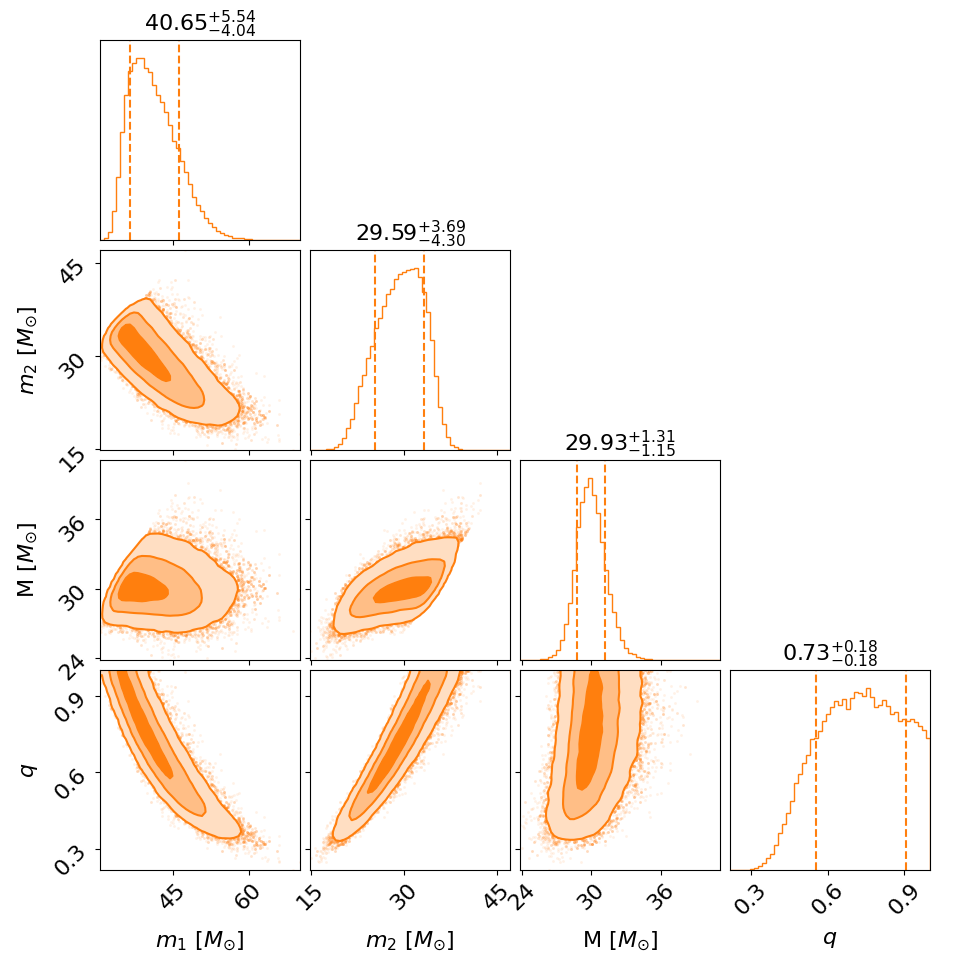 40.65$^{+5.54}_{-4.04}$
45
30
15
m₂ [M⊙]
29.59$^{+3.69}_{-4.30}$
36
30
24
M [M⊙]
29.93$^{+1.31}_{-1.15}$
0.9
0.6
0.3
q
0.73$^{+0.18}_{-0.18}$
45 60
15 30 45
24 30 36
0.3 0.6 0.9
m₁ [M⊙]
m₂ [M⊙]
M [M⊙]
q